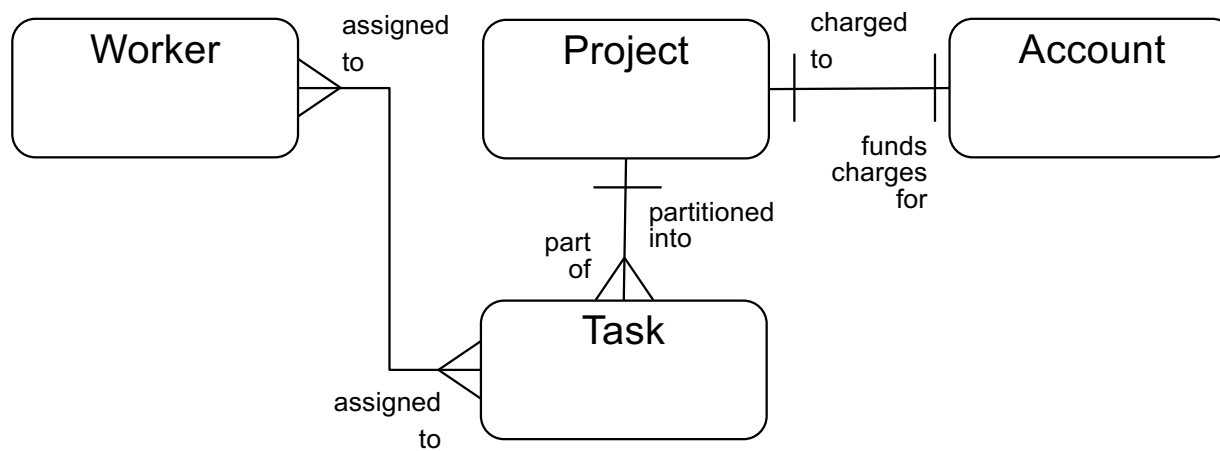 Worker
assigned
to
Project
charged
to
Account
funds
charges
for
partitioned
into
part
of
Task
assigned
to